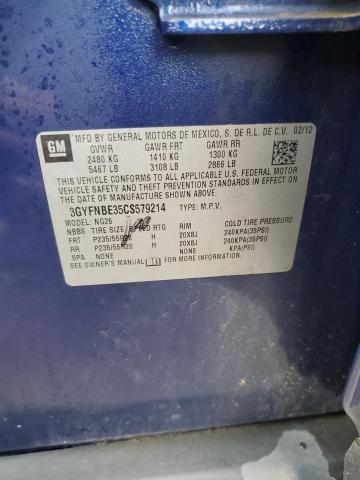 GM
MFD BY GENERAL MOTORS DE MEXICO, S. DE R.L. DE C.V. 02/12
GVWR GAWR FRT GAWR RR
2480 KG 1410 KG 1300 KG
5467 LB 3108 LB 2866 LB
THIS VEHICLE CONFORMS TO ALL APPLICABLE U.S. FEDERAL MOTOR
VEHICLE SAFETY AND THEFT PREVENTION STANDARDS IN EFFECT ON
THE DATE OF MANUFACTURE SHOWN ABOVE.
3GYFNBE35CS579214 TYPE: M.P.V.
MODEL: NG26
NBBS TIRE SIZE SPEED RTG RIM COLD TIRE PRESSURE
FRT P235/55R20 H 20X8J 240KPA(35PSI)
RR P235/55R20 H 20X8J 240KPA(35PSI)
SPA NONE NONE KPA(PSI)
SEE OWNER'S MANUAL FOR MORE INFORMATION.